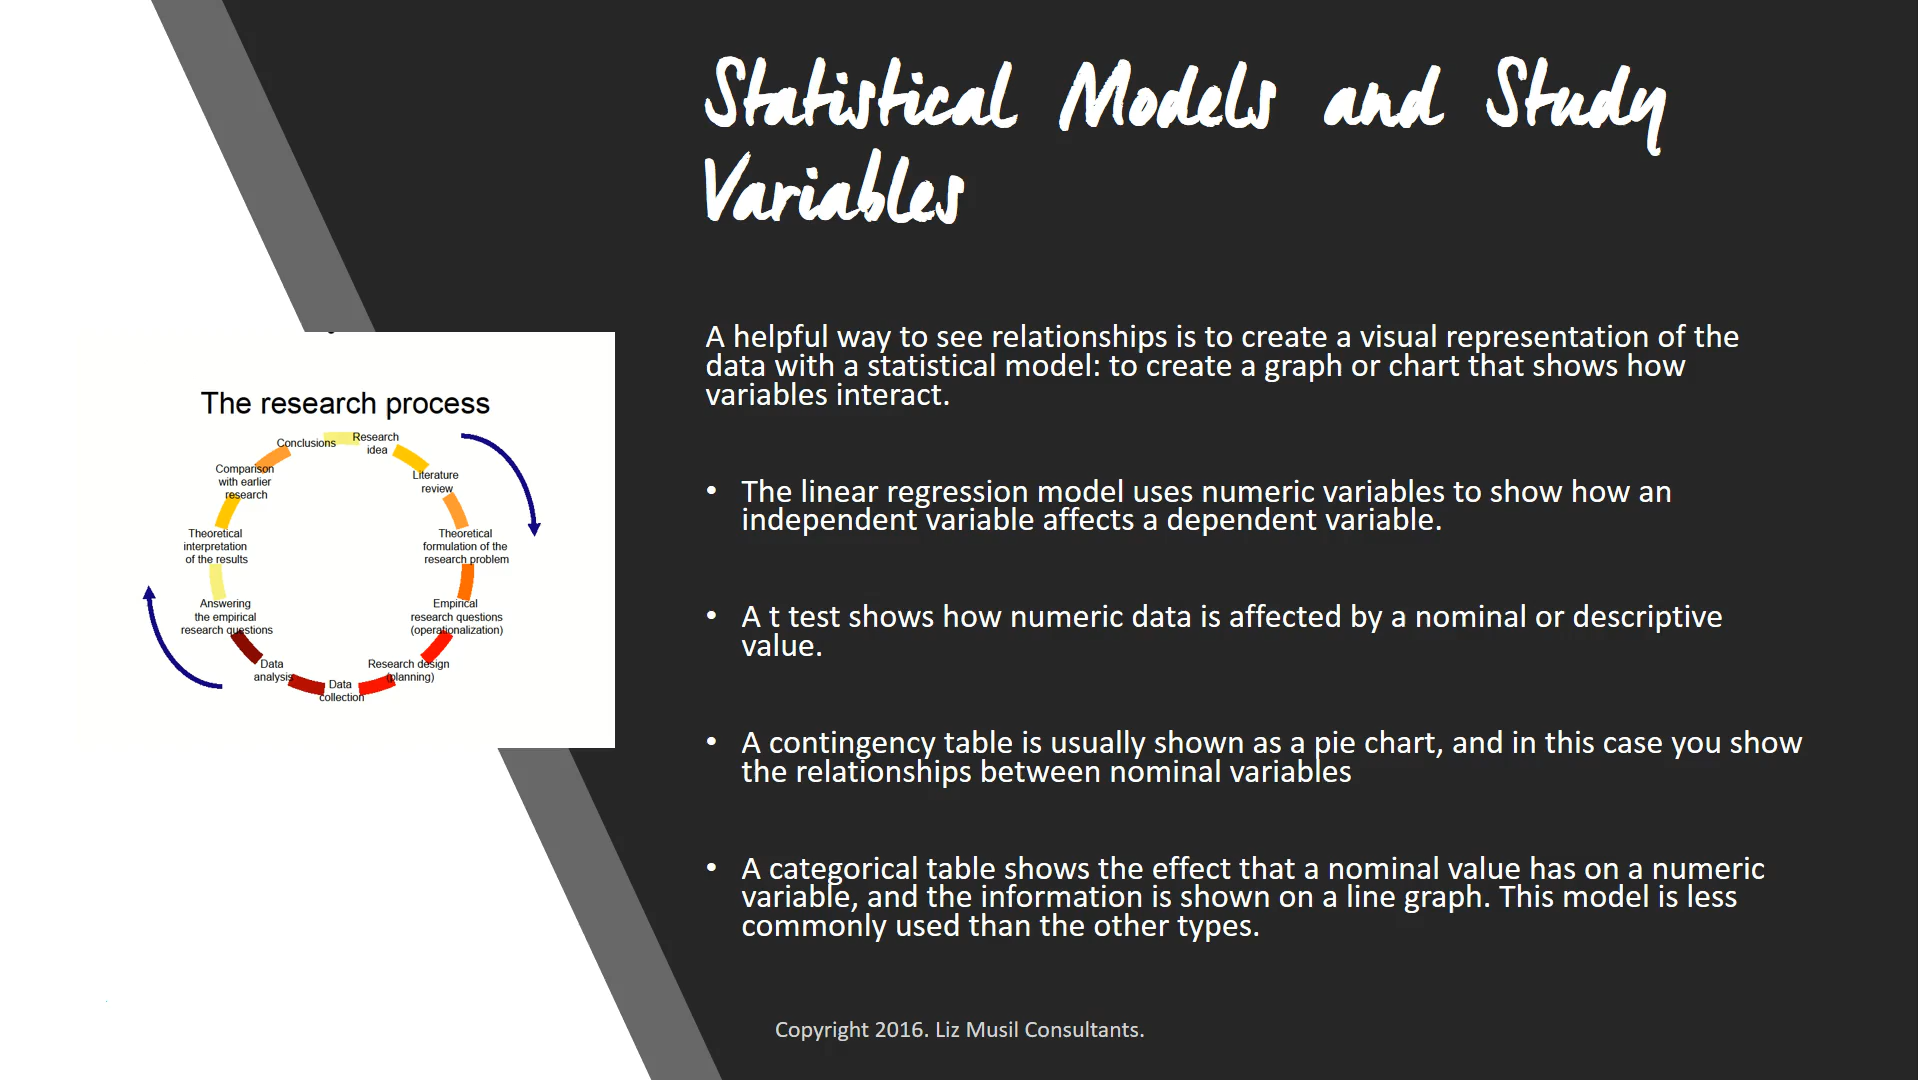 Statistical Models and Study
Variables
A helpful way to see relationships is to create a visual representation of the
data with a statistical model: to create a graph or chart that shows how
variables interact.
• The linear regression model uses numeric variables to show how an
independent variable affects a dependent variable.
• A t test shows how numeric data is affected by a nominal or descriptive
value.
• A contingency table is usually shown as a pie chart, and in this case you show
the relationships between nominal variables
• A categorical table shows the effect that a nominal value has on a numeric
variable, and the information is shown on a line graph. This model is less
commonly used than the other types.
The research process
Research
idea
Literature
review
Theoretical
formulation of the
research problem
Empirical
research questions
(operationalization)
Research design
(planning)
Data
collection
Data
analysis
Answering
the empirical
research questions
Theoretical
interpretation
of the results
Comparison
with earlier
research
Conclusions
Copyright 2016. Liz Musil Consultants.